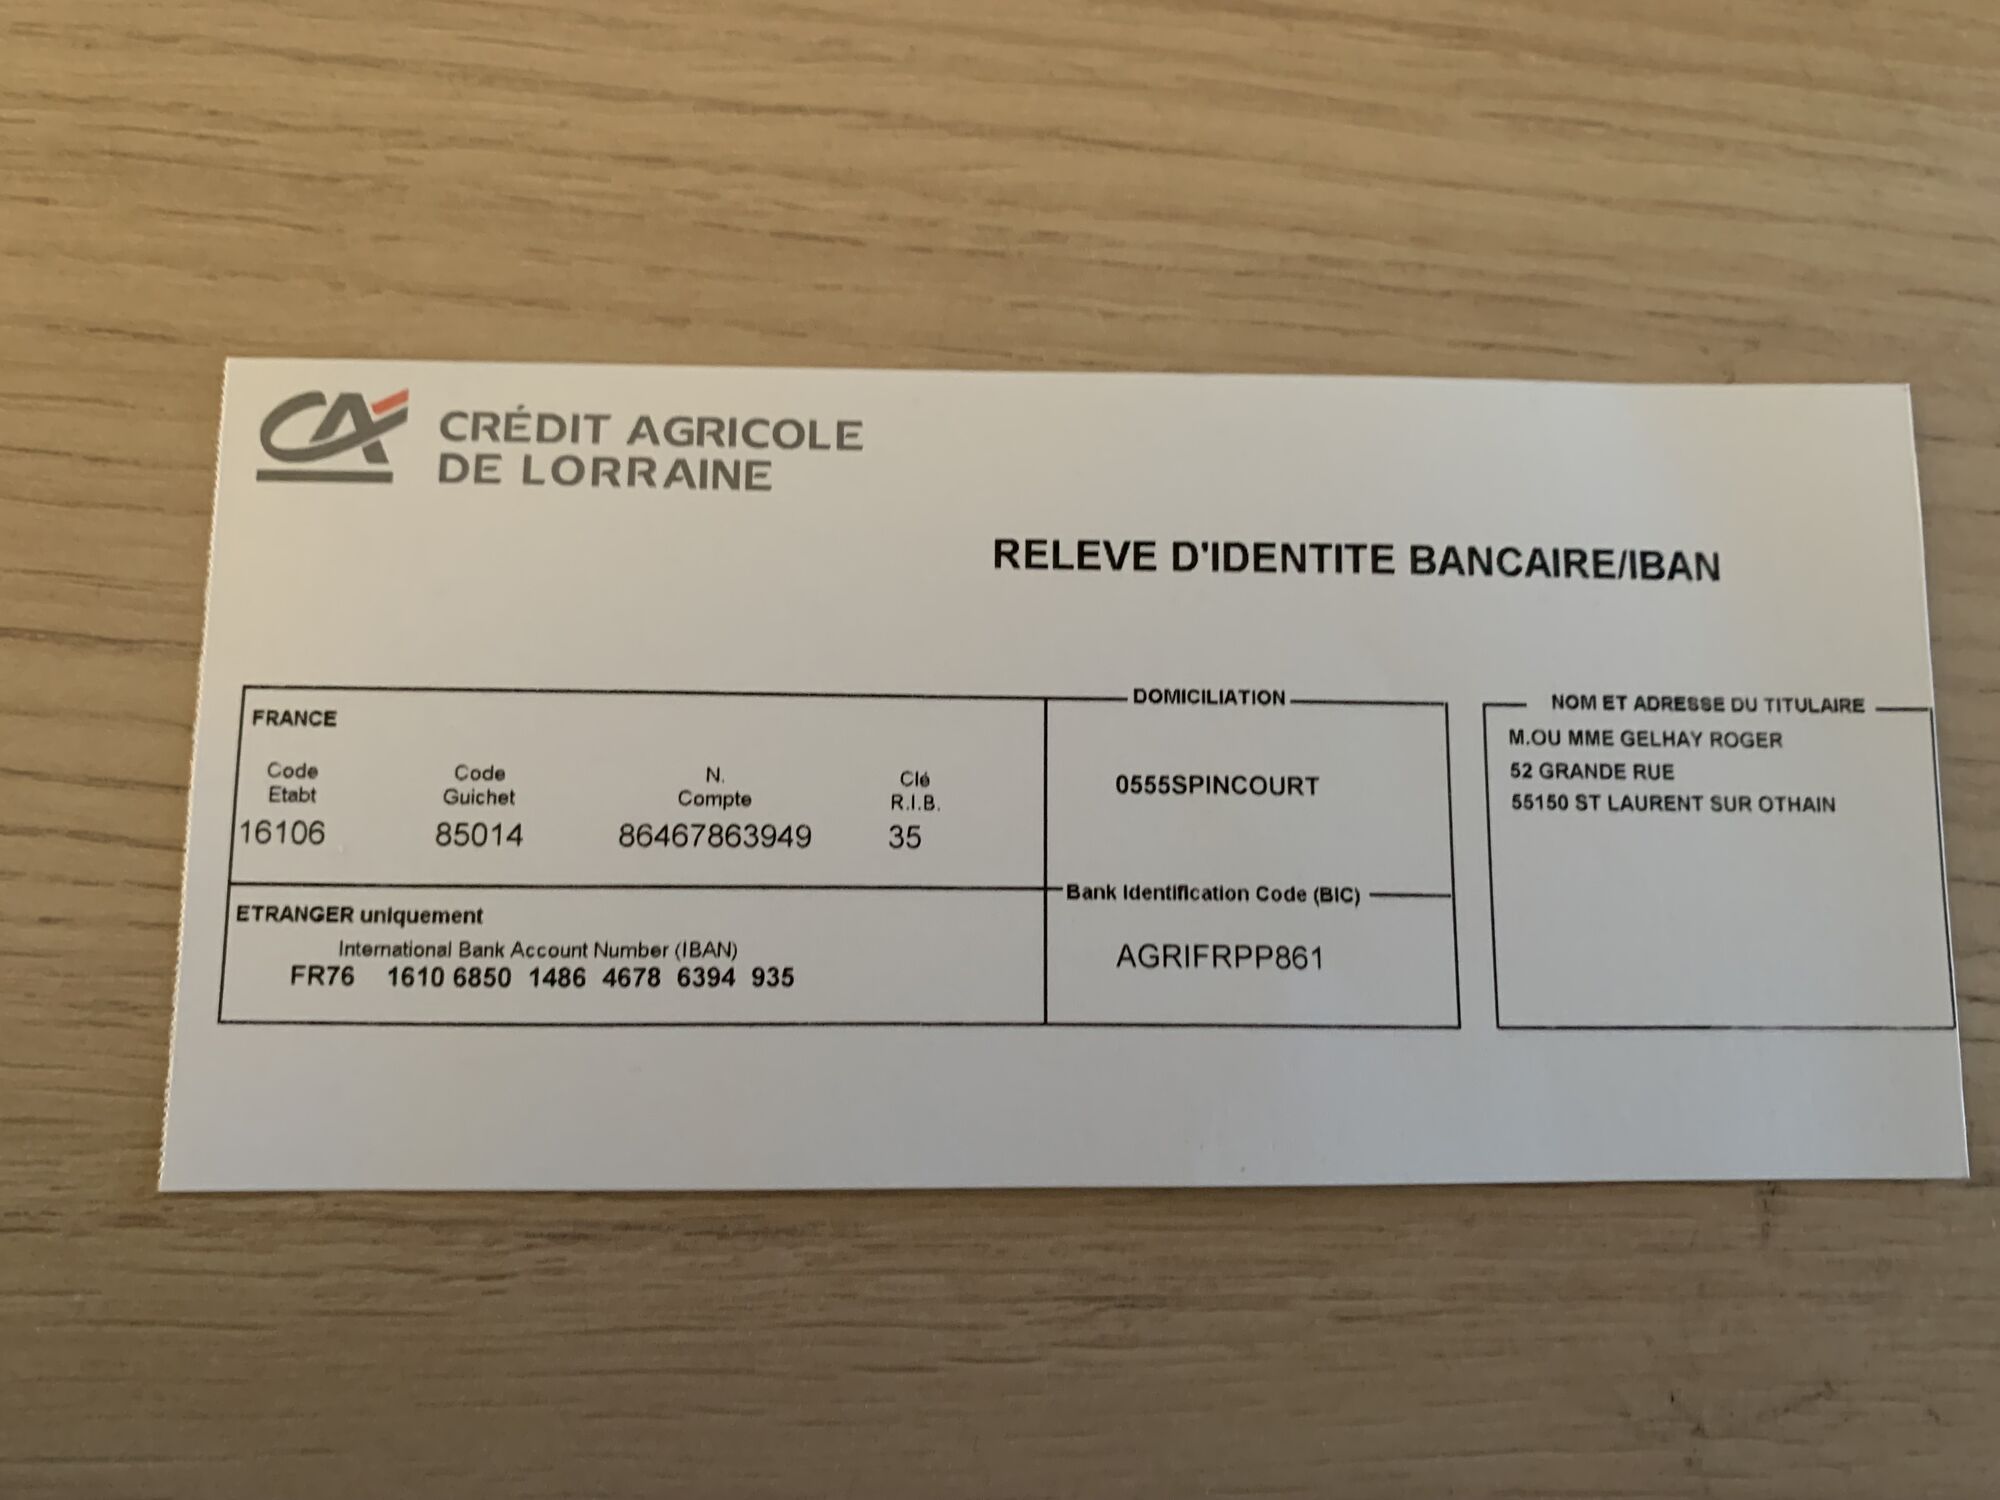 CA
CRÉDIT AGRICOLE
DE LORRAINE
RELEVE D'IDENTITE BANCAIRE/IBAN
FRANCE
Code Etabt
Code Guichet
N. Compte
Clé R.I.B.
16106 85014 86467863949 35
DOMICILIATION
0555SPINCOURT
NOM ET ADRESSE DU TITULAIRE
M.OU MME GELHAY ROGER
52 GRANDE RUE
55150 ST LAURENT SUR OTHAIN
ETRANGER uniquement
International Bank Account Number (IBAN)
FR76 1610 6850 1486 4678 6394 935
Bank Identification Code (BIC)
AGRIFRPP861